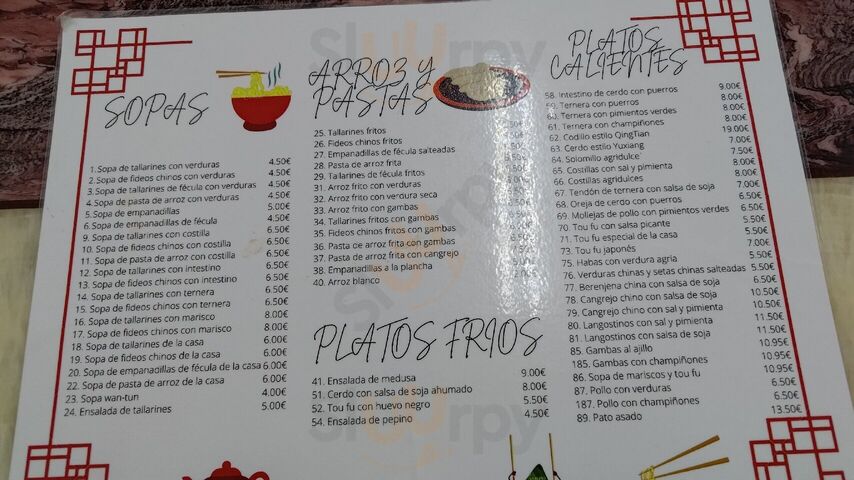 SOPAS
1. Sopa de tallarines con verduras 4.50€
2. Sopa de fideos chinos con verduras 4.50€
3. Sopa de tallarines de fécula con verduras 4.50€
4. Sopa de pasta de arroz con verduras 4.50€
5. Sopa de empanadillas 5.00€
6. Sopa de empanadillas de fécula 4.50€
9. Sopa de tallarines con costilla 6.50€
10. Sopa de fideos chinos con costilla 6.50€
11. Sopa de pasta de arroz con costilla 6.50€
12. Sopa de tallarines con intestino 6.50€
13. Sopa de fideos chinos con intestino 6.50€
14. Sopa de tallarines con ternera 6.50€
15. Sopa de fideos chinos con ternera 6.50€
16. Sopa de tallarines con marisco 8.00€
17. Sopa de fideos chinos con marisco 8.00€
18. Sopa de tallarines de la casa 6.00€
19. Sopa de fideos chinos de la casa 6.00€
20. Sopa de empanadillas de fécula de la casa 6.00€
22. Sopa de pasta de arroz de la casa 6.00€
23. Sopa wan-tun 4.00€
24. Ensalada de tallarines 5.00€
ARROZ Y PASTAS
25. Tallarines fritos
26. Fideos chinos fritos
27. Empanadillas de fécula salteadas
28. Pasta de arroz frita
29. Tallarines de fécula fritos
31. Arroz frito con verduras
32. Arroz frito con verdura seca
33. Arroz frito con gambas
34. Tallarines fritos con gambas
35. Fideos chinos fritos con gambas
36. Pasta de arroz frita con gambas
37. Pasta de arroz frita con cangrejo
38. Empanadillas a la plancha
40. Arroz blanco
PLATOS FRIOS
41. Ensalada de medusa 9.00€
51. Cerdo con salsa de soja ahumado 8.00€
52. Tou fu con huevo negro 5.50€
54. Ensalada de pepino 4.50€
PLATOS CALIENTES
58. Intestino de cerdo con puerros 9.00€
59. Ternera con puerros 8.00€
60. Ternera con pimientos verdes 8.00€
61. Ternera con champiñones 8.00€
62. Codillo estilo QingTian 19.00€
63. Cerdo estilo Yuxiang 7.00€
64. Solomillo agridulce 7.50€
65. Costillas con sal y pimienta 8.00€
66. Costillas agridulces 8.00€
67. Tendón de ternera con salsa de soja 7.00€
68. Oreja de cerdo con puerros 6.50€
69. Mollejas de pollo con pimientos verdes 6.50€
70. Tou fu con salsa picante 5.50€
71. Tou fu especial de la casa 5.50€
73. Tou fu japonés 7.00€
75. Habas con verdura agria 5.50€
76. Verduras chinas y setas chinas salteadas 5.50€
77. Berenjena china con salsa de soja 6.50€
78. Cangrejo chino con salsa de soja 10.50€
79. Cangrejo chino con sal y pimienta 10.50€
80. Langostinos con sal y pimienta 11.50€
81. Langostinos con salsa de soja 11.50€
85. Gambas al ajillo 10.95€
185. Gambas con champiñones 10.95€
86. Sopa de mariscos y tou fu 10.95€
87. Pollo con verduras 6.50€
187. Pollo con champiñones 6.50€
89. Pato asado 13.50€
Sluurpy
Sluurpy